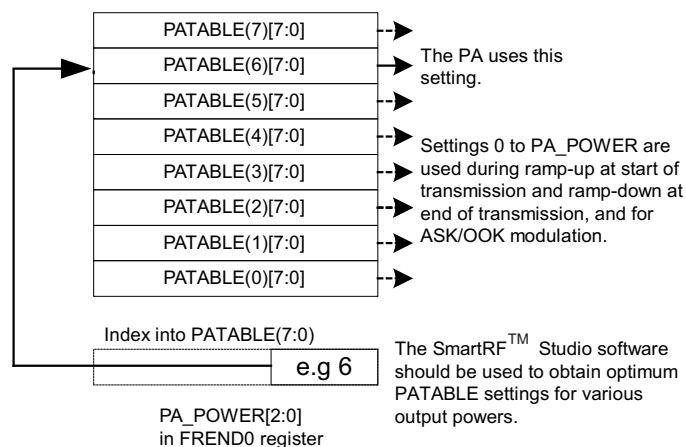 PATABLE(7)[7:0]
PATABLE(6)[7:0]
The PA uses this
setting.
PATABLE(5)[7:0]
PATABLE(4)[7:0]
PATABLE(3)[7:0]
PATABLE(2)[7:0]
PATABLE(1)[7:0]
PATABLE(0)[7:0]
Settings 0 to PA_POWER are
used during ramp-up at start of
transmission and ramp-down at
end of transmission, and for
ASK/OOK modulation.
Index into PATABLE(7:0)
e.g 6
PA_POWER[2:0]
in FREND0 register
The SmartRF™ Studio software
should be used to obtain optimum
PATABLE settings for various
output powers.